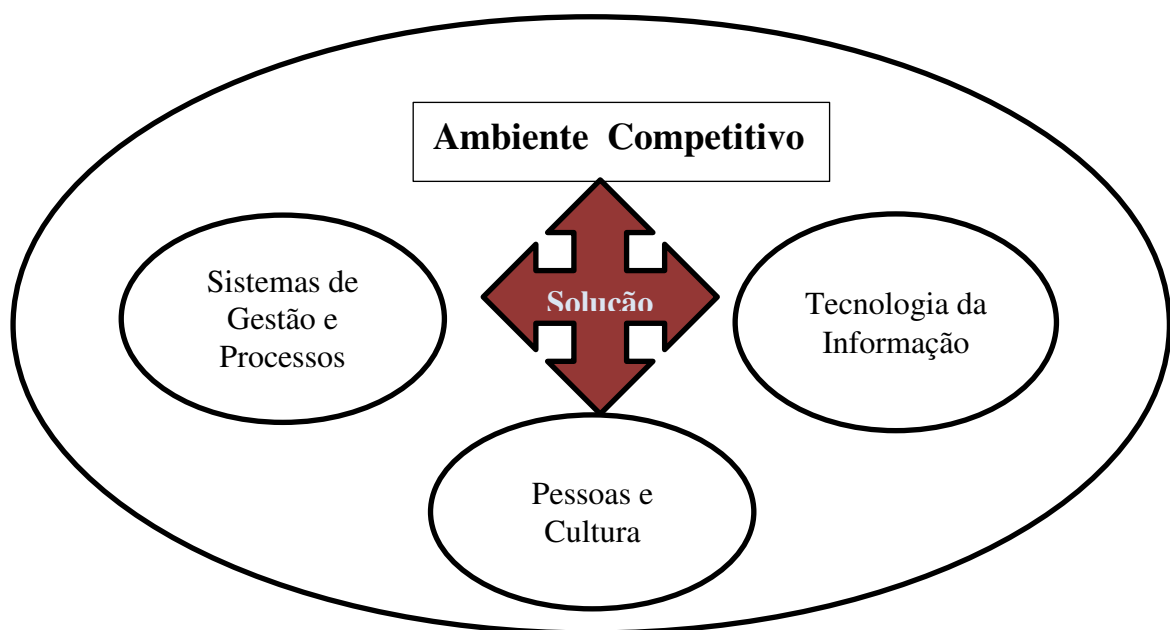 Ambiente Competitivo
Sistemas de
Gestão e
Processos
Solução
Tecnologia da
Informação
Pessoas e
Cultura